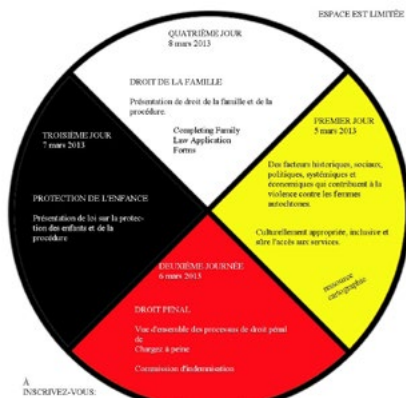 ESPACE EST LIMITÉE
QUATRIÈME JOUR
8 mars 2013
DROIT DE LA FAMILLE
Présentation de droit de la famille et de la
procédure.
Completing Family
Law Application
Forms
PREMIER JOUR
5 mars 2013
Des facteurs historiques, sociaux,
politiques, systémiques et
économiques qui contribuent à la
violence contre les femmes
autochtones.
Culturellement appropriée, inclusive et
sûre l'accès aux services.
ressource
cartographie
TROISIÈME JOUR
7 mars 2013
PROTECTION DE L'ENFANCE
Présentation de loi sur la protec-
tion des enfants et de la
procédure
DEUXIÈME JOURNÉE
6 mars 2013
DROIT PENAL
Vue d'ensemble des processus de droit pénal
de
Chargez à peine
Commission d'indemnisation
À
INSCRIVEZ-VOUS: